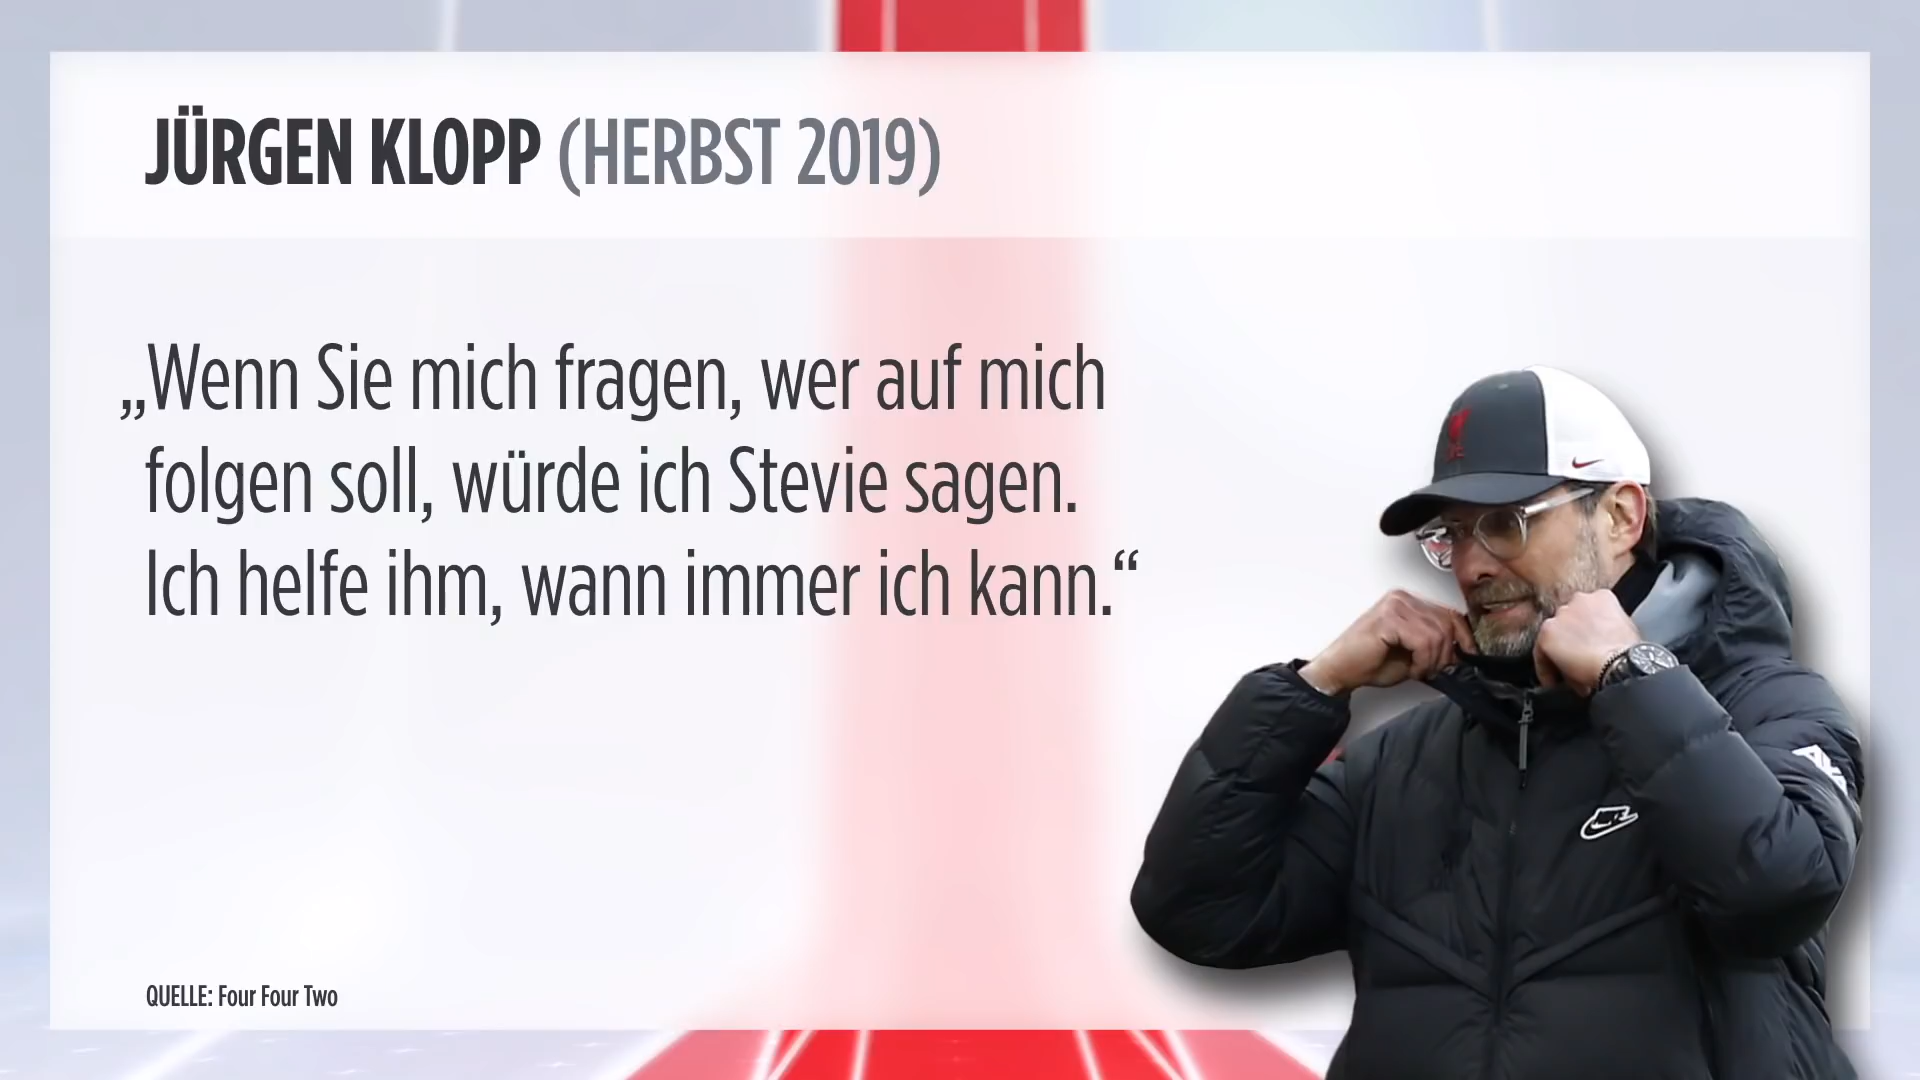 JÜRGEN KLOPP (HERBST 2019)
„Wenn Sie mich fragen, wer auf mich
folgen soll, würde ich Stevie sagen.
Ich helfe ihm, wann immer ich kann.“
QUELLE: Four Four Two